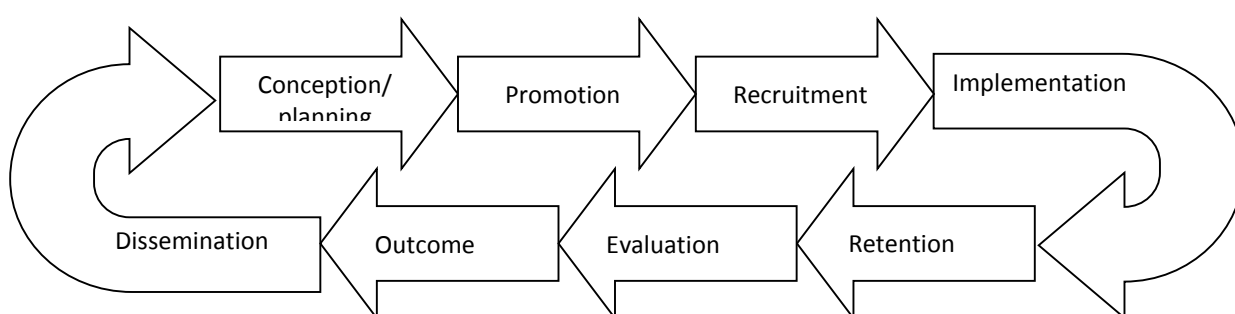 Conception/
planning
Promotion
Recruitment
Implementation
Retention
Evaluation
Outcome
Dissemination